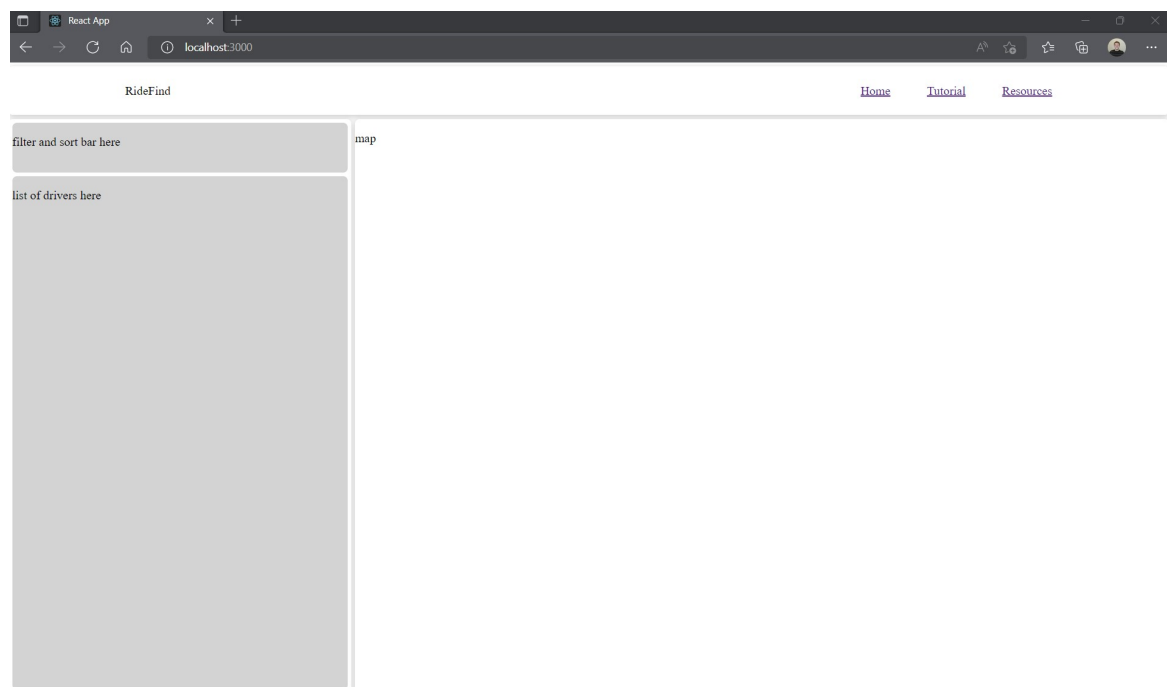 React App
localhost:3000
RideFind Home Tutorial Resources
filter and sort bar here
map
list of drivers here